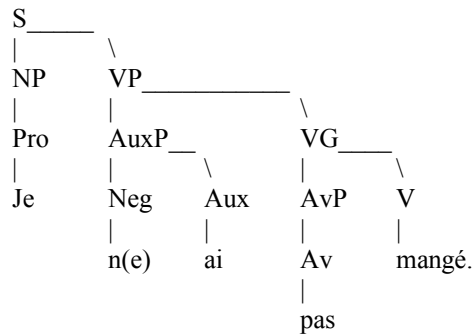 S
NP VP
Pro AuxP VG
Je Neg Aux AvP V
n(e) ai Av mangé.
pas